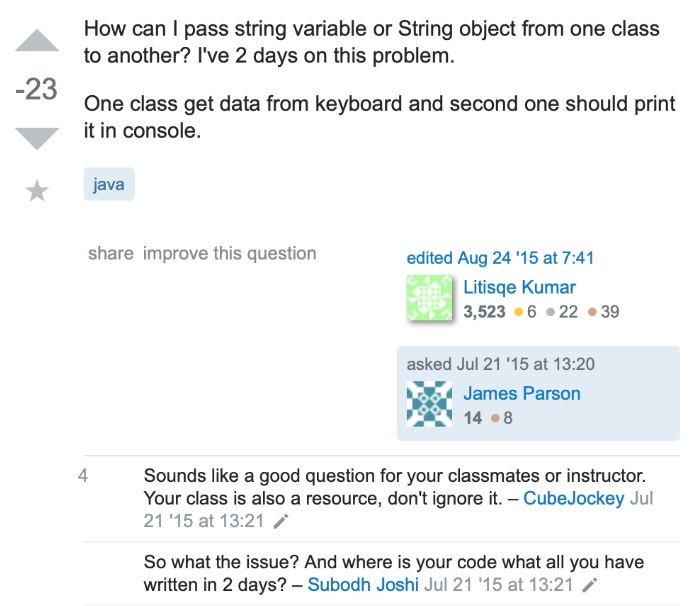 How can I pass string variable or String object from one class
to another? I've 2 days on this problem.
-23
One class get data from keyboard and second one should print
it in console.
java
share improve this question
edited Aug 24 '15 at 7:41
Litisqe Kumar
3,523 6 22 39
asked Jul 21 '15 at 13:20
James Parson
14 8
4 Sounds like a good question for your classmates or instructor.
Your class is also a resource, don't ignore it. – CubeJockey Jul
21 '15 at 13:21
So what the issue? And where is your code what all you have
written in 2 days? – Subodh Joshi Jul 21 '15 at 13:21